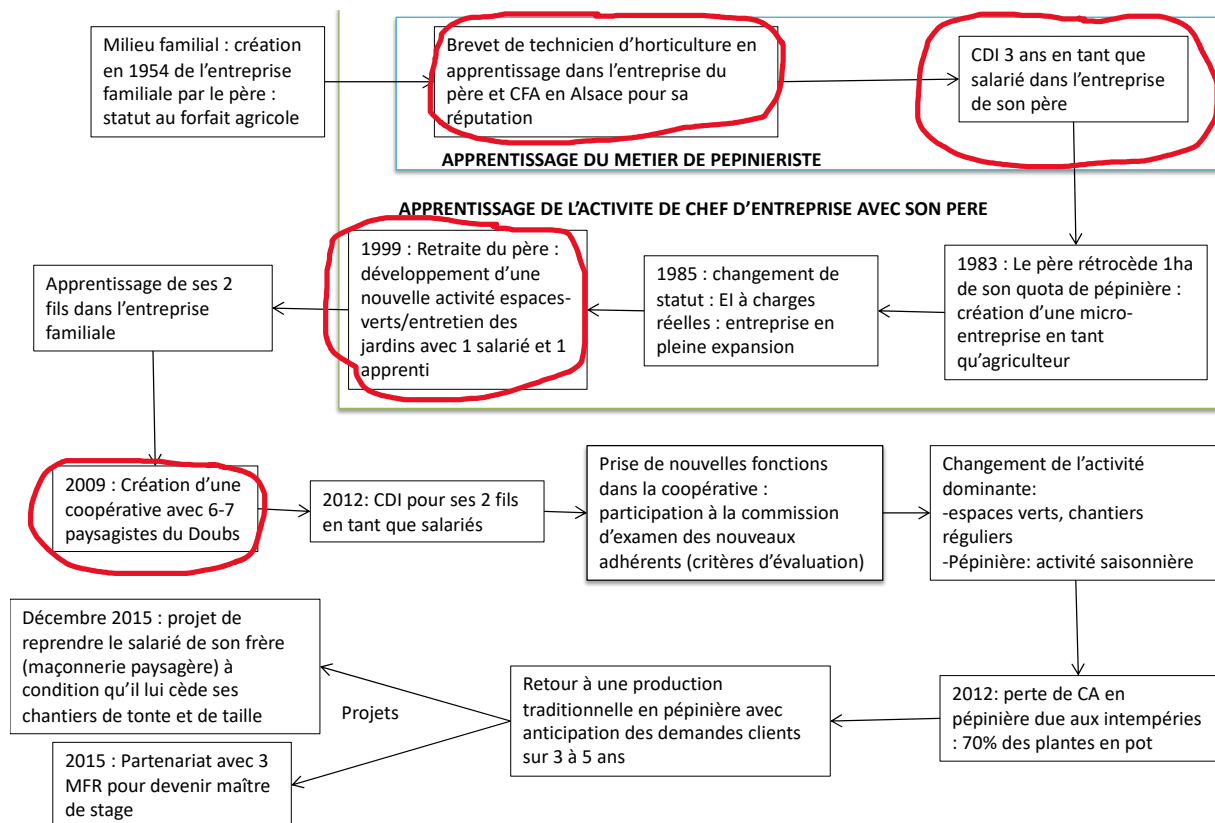 Milieu familial : création
en 1954 de l'entreprise
familiale par le père :
statut au forfait agricole
Brevet de technicien d'horticulture en
apprentissage dans l'entreprise du
père et CFA en Alsace pour sa
réputation
CDI 3 ans en tant que
salarié dans l'entreprise
de son père
APPRENTISSAGE DU METIER DE PEPINIERISTE
APPRENTISSAGE DE L'ACTIVITE DE CHEF D'ENTREPRISE AVEC SON PERE
1983 : Le père rétrocède 1ha
de son quota de pépinière :
création d'une micro-
entreprise en tant
qu'agriculteur
1985 : changement de
statut : EI à charges
réelles : entreprise en
pleine expansion
1999 : Retraite du père :
développement d'une
nouvelle activité espaces-
verts/entretien des
jardins avec 1 salarié et 1
apprenti
Apprentissage de ses 2
fils dans l'entreprise
familiale
2009 : Création d'une
coopérative avec 6-7
paysagistes du Doubs
2012: CDI pour ses 2 fils
en tant que salariés
Prise de nouvelles fonctions
dans la coopérative :
participation à la commission
d'examen des nouveaux
adhérents (critères d'évaluation)
Changement de l'activité
dominante:
-espaces verts, chantiers
réguliers
-Pépinière: activité saisonnière
2012: perte de CA en
pépinière due aux intempéries
: 70% des plantes en pot
Retour à une production
traditionnelle en pépinière avec
anticipation des demandes clients
sur 3 à 5 ans
Projets
Décembre 2015 : projet de
reprendre le salarié de son frère
(maçonnerie paysagère) à
condition qu'il lui cède ses
chantiers de tonte et de taille
2015 : Partenariat avec 3
MFR pour devenir maître
de stage